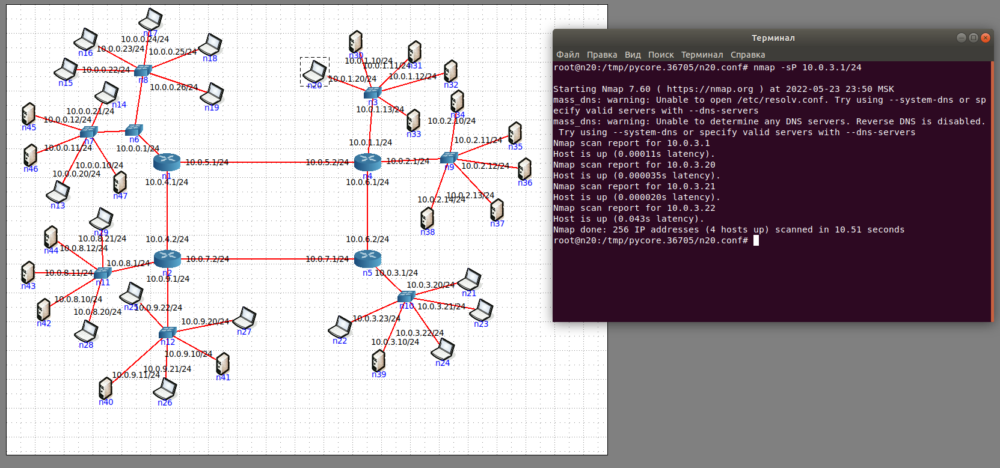 n17
10.0.0.24/24
n16
10.0.0.23/24
10.0.0.25/24
n18
10.0.0.22/24
n15
n8
10.0.0.26/24
n19
n14
10.0.0.21/24
10.0.0.12/24
n45
n7
n6
10.0.0.11/24
10.0.0.1/24
n46
10.0.0.10/24
10.0.0.20/24
n47
n13
n1
10.0.5.1/24
10.0.5.2/24
10.0.4.1/24
n30
10.0.1.10/24
10.0.1.11/24
n31
10.0.1.20/24
10.0.1.12/24
n20
n32
n3
10.0.1.13/24
n34
10.0.2.10/24
n33
10.0.1.1/24
10.0.2.11/24
n35
10.0.2.1/24
n9
10.0.2.12/24
n4
n36
10.0.6.1/24
10.0.2.14/24
10.0.2.13/24
n38
n37
n29
10.0.8.21/24
n44
10.0.8.12/24
10.0.4.2/24
10.0.6.2/24
10.0.8.1/24
10.0.7.2/24
10.0.7.1/24
n2
n5
10.0.3.1/24
10.0.8.11/24
n43
n11
10.0.9.1/24
10.0.8.10/24
n42
10.0.8.20/24
n25
10.0.9.22/24
10.0.9.20/24
n27
n28
n12
10.0.9.10/24
10.0.9.21/24
10.0.9.11/24
n41
n40
n26
10.0.3.20/24
n21
n10
10.0.3.21/24
10.0.3.23/24
n23
n22
10.0.3.22/24
10.0.3.10/24
n24
n39
Терминал
Файл Правка Вид Поиск Терминал Справка
root@n20:/tmp/pycore.36705/n20.conf# nmap -sP 10.0.3.1/24
Starting Nmap 7.60 ( https://nmap.org ) at 2022-05-23 23:50 MSK
mass_dns: warning: Unable to open /etc/resolv.conf. Try using --system-dns or sp
ecify valid servers with --dns-servers
mass_dns: warning: Unable to determine any DNS servers. Reverse DNS is disabled.
Try using --system-dns or specify valid servers with --dns-servers
Nmap scan report for 10.0.3.1
Host is up (0.00011s latency).
Nmap scan report for 10.0.3.20
Host is up (0.000035s latency).
Nmap scan report for 10.0.3.21
Host is up (0.000020s latency).
Nmap scan report for 10.0.3.22
Host is up (0.043s latency).
Nmap done: 256 IP addresses (4 hosts up) scanned in 10.51 seconds
root@n20:/tmp/pycore.36705/n20.conf#